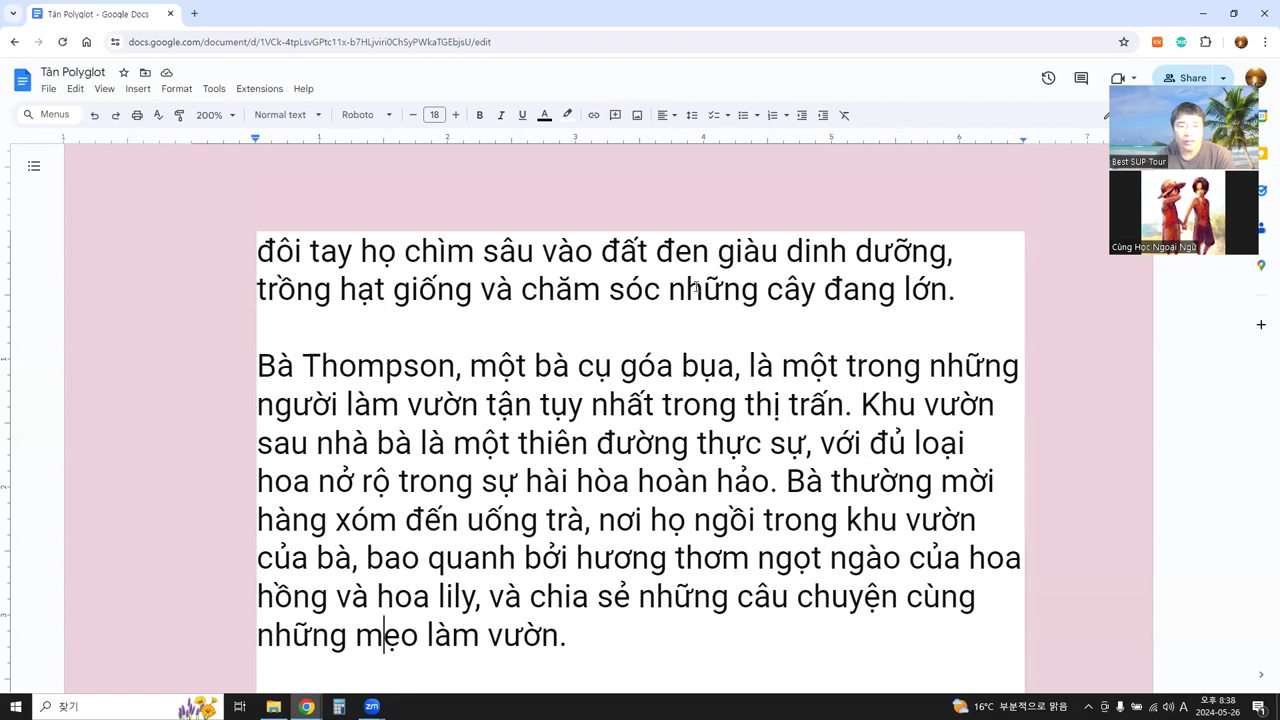 Tân Polyglot - Google Docs
docs.google.com/document/d/1VCk-4tpLsvGPtc11x-b7HLjviri0ChSyPWkaTGEbjsU/edit
Tân Polyglot
Share
File Edit View Insert Format Tools Extensions Help
Menus 200% Normal text Roboto 18
1 1 2 3 4 5 6 7
Best SUP Tour
Cùng Học Ngoại Ngữ
đôi tay họ chìm sâu vào đất đen giàu dinh dưỡng,
trồng hạt giống và chăm sóc những cây đang lớn.
Bà Thompson, một bà cụ góa bụa, là một trong những
người làm vườn tận tụy nhất trong thị trấn. Khu vườn
sau nhà bà là một thiên đường thực sự, với đủ loại
hoa nở rộ trong sự hài hòa hoàn hảo. Bà thường mời
hàng xóm đến uống trà, nơi họ ngồi trong khu vườn
của bà, bao quanh bởi hương thơm ngọt ngào của hoa
hồng và hoa lily, và chia sẻ những câu chuyện cùng
những mẹo làm vườn.
찾기
16°C 부분적으로 맑음
A
오후 8:38
2024-05-26